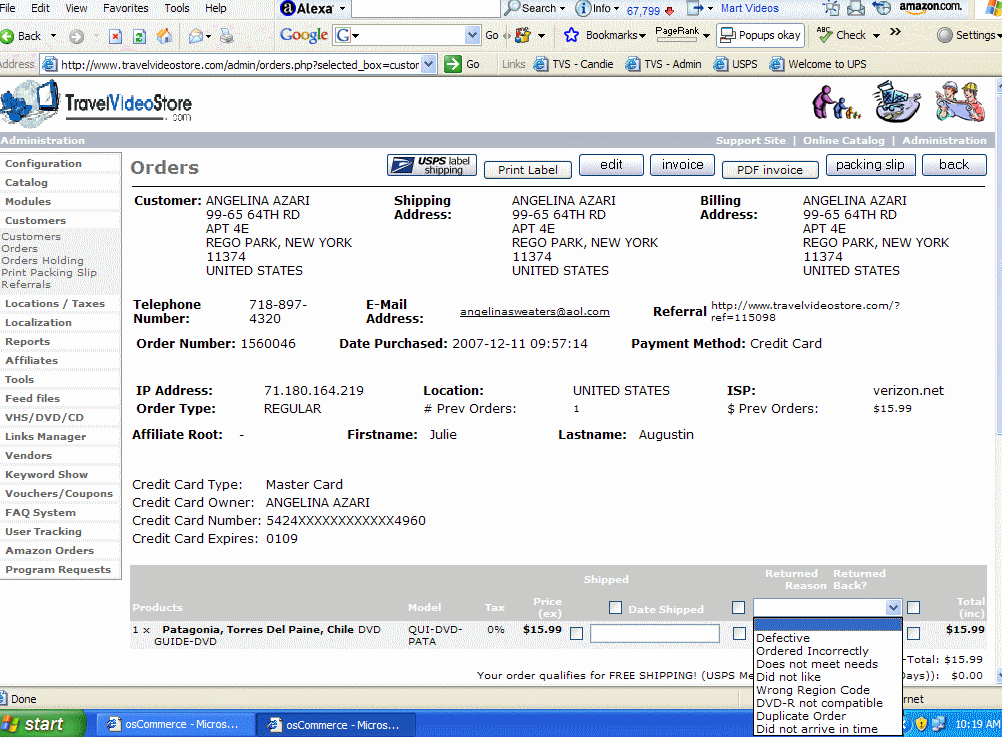 File Edit View Favorites Tools Help Alexa Search Info 67,799 Mart Videos amazon.com.
Back Google G Go Bookmarks PageRank Popups okay ABC Check Settings
Address http://www.travelvideostore.com/admin/orders.php?selected_box=custor Go Links TVS - Candie TVS - Admin USPS Welcome to UPS
TravelVideoStore
.com
Administration Support Site | Online Catalog | Administration
Configuration
Catalog
Modules
Customers
Customers
Orders
Orders Holding
Print Packing Slip
Referrals
Locations / Taxes
Localization
Reports
Affiliates
Tools
Feed files
VHS/DVD/CD
Links Manager
Vendors
Keyword Show
Vouchers/Coupons
FAQ System
User Tracking
Amazon Orders
Program Requests
Orders USPS label shipping Print Label edit invoice PDF invoice packing slip back
Customer: ANGELINA AZARI Shipping ANGELINA AZARI Billing ANGELINA AZARI
99-65 64TH RD Address: 99-65 64TH RD Address: 99-65 64TH RD
APT 4E APT 4E APT 4E
REGO PARK, NEW YORK REGO PARK, NEW YORK REGO PARK, NEW YORK
11374 11374 11374
UNITED STATES UNITED STATES UNITED STATES
Telephone 718-897- E-Mail angelinasweaters@aol.com Referral http://www.travelvideostore.com/?
Number: 4320 Address: ref=115098
Order Number: 1560046 Date Purchased: 2007-12-11 09:57:14 Payment Method: Credit Card
IP Address: 71.180.164.219 Location: UNITED STATES ISP: verizon.net
Order Type: REGULAR # Prev Orders: 1 $ Prev Orders: $15.99
Affiliate Root: - Firstname: Julie Lastname: Augustin
Credit Card Type: Master Card
Credit Card Owner: ANGELINA AZARI
Credit Card Number: 5424XXXXXXXXXXXX4960
Credit Card Expires: 0109
Shipped Returned Returned
Reason Back?
Products Model Tax Price (ex) Date Shipped Total (inc)
1 x Patagonia, Torres Del Paine, Chile DVD QUI-DVD- 0% $15.99 $15.99
GUIDE-DVD PATA
Defective
Ordered Incorrectly
Does not meet needs
Did not like
Wrong Region Code
DVD-R not compatible
Duplicate Order
Did not arrive in time
-Total: $15.99
Your order qualifies for FREE SHIPPING! (USPS Me Days)): $0.00
Done rnet
start osCommerce - Micros... osCommerce - Micros... 10:19 AM